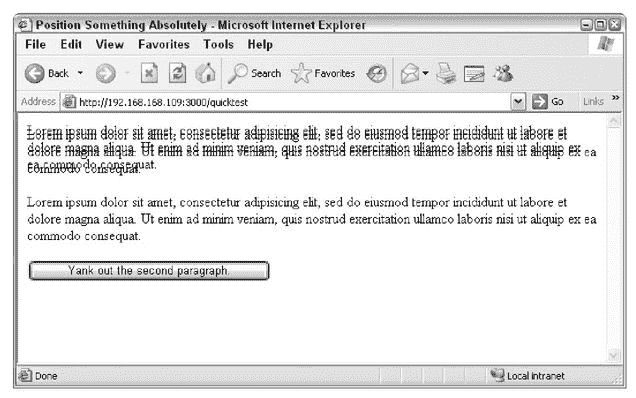 Position Something Absolutely - Microsoft Internet Explorer
File Edit View Favorites Tools Help
Back Search Favorites
Address http://192.168.168.109:3000/quicktest Go Links »
Lorem ipsum dolor sit amet, consectetur adipisicing elit, sed do eiusmod tempor incididunt ut labore et
dolore magna aliqua. Ut enim ad minim veniam, quis nostrud exercitation ullamco laboris nisi ut aliquip ex ea
commodo consequat.
Lorem ipsum dolor sit amet, consectetur adipisicing elit, sed do eiusmod tempor incididunt ut labore et
dolore magna aliqua. Ut enim ad minim veniam, quis nostrud exercitation ullamco laboris nisi ut aliquip ex ea
commodo consequat.
Yank out the second paragraph.
Done Local intranet